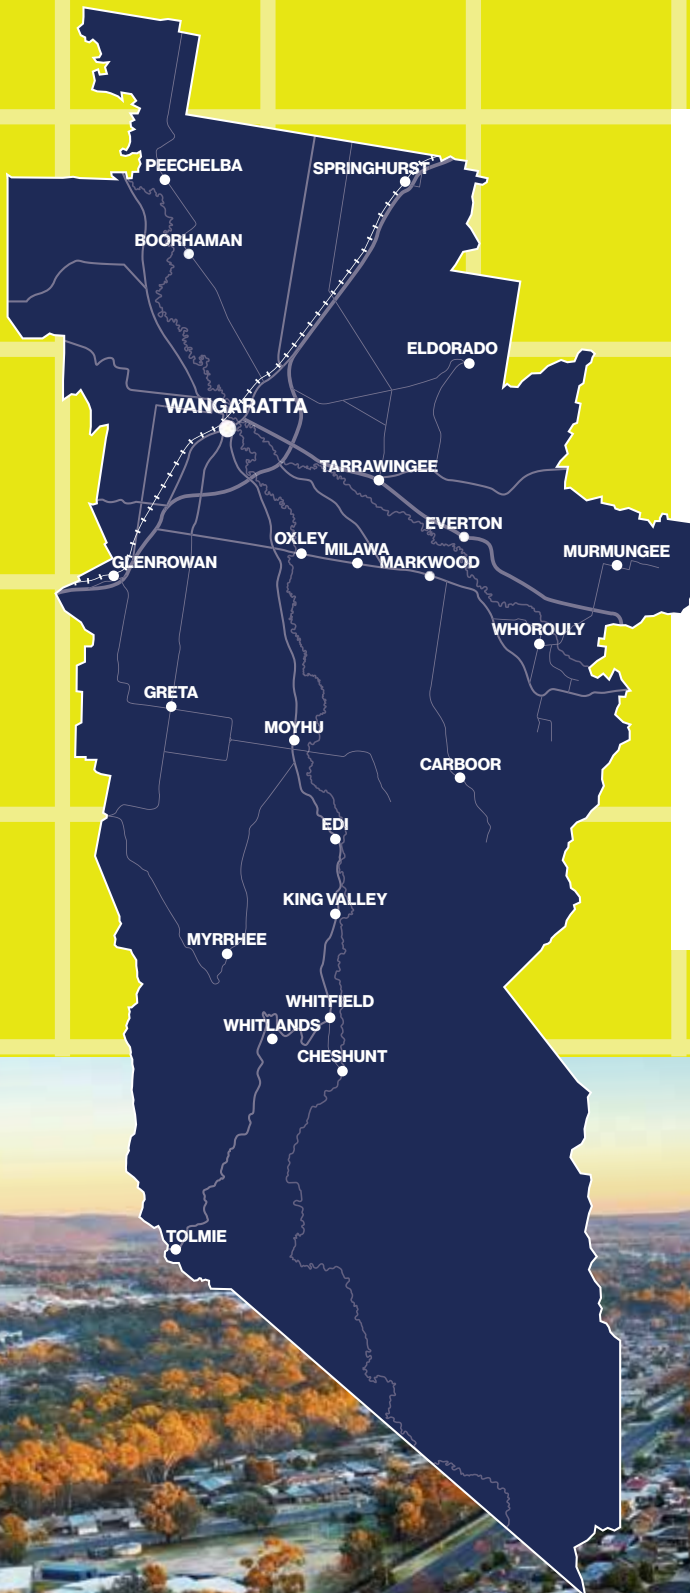 PEECHELBA
SPRINGHURST
BOORHAMAN
ELDORADO
WANGARATTA
TARRAWINGEE
EVERTON
OXLEY
MILAWA
MURMUNGEE
GLENROWAN
MARKWOOD
WHOROULY
GRETA
MOYHU
CARBOOR
EDI
KING VALLEY
MYRRHEE
WHITFIELD
WHITLANDS
CHESHUNT
TOLMIE